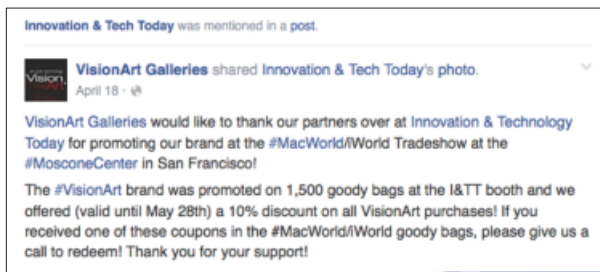 Innovation & Tech Today was mentioned in a post.
Vision
Art
VisionArt Galleries shared Innovation & Tech Today's photo.
April 18 ·
VisionArt Galleries would like to thank our partners over at Innovation & Technology
Today for promoting our brand at the #MacWorld/iWorld Tradeshow at the
#MosconeCenter in San Francisco!
The #VisionArt brand was promoted on 1,500 goody bags at the I&TT booth and we
offered (valid until May 28th) a 10% discount on all VisionArt purchases! If you
received one of these coupons in the #MacWorld/iWorld goody bags, please give us a
call to redeem! Thank you for your support!